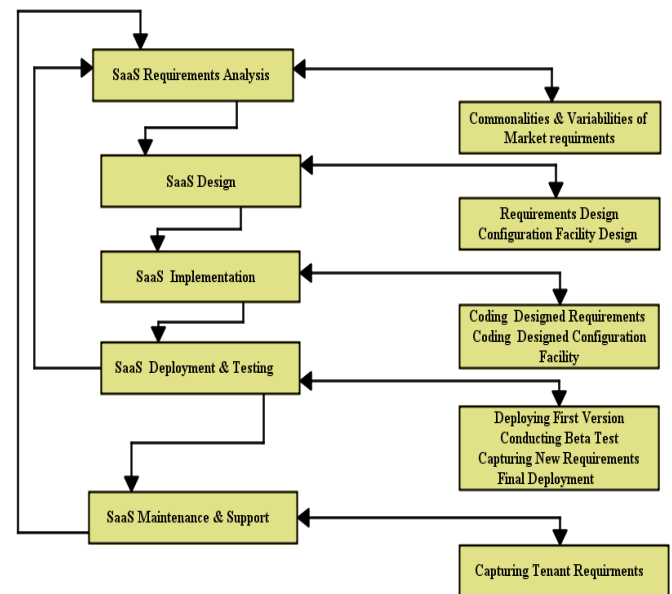 SaaS Requirements Analysis
Commonalities & Variabilities of
Market requirments
SaaS Design
Requirements Design
Configuration Facility Design
SaaS Implementation
Coding Designed Requirements
Coding Designed Configuration
Facility
SaaS Deployment & Testing
Deploying First Version
Conducting Beta Test
Capturing New Requirements
Final Deployment
SaaS Maintenance & Support
Capturing Tenant Requirments